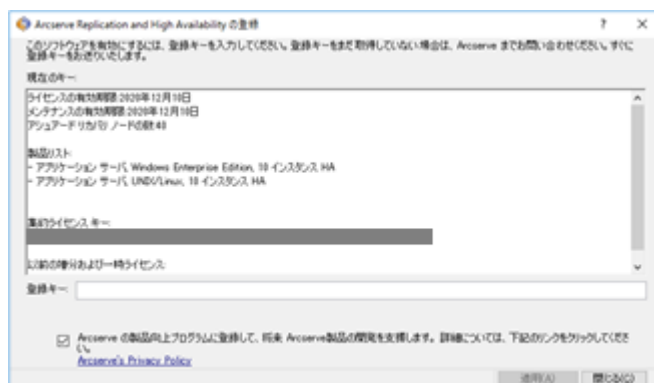 Arcserve Replication and High Availability の登録
このソフトウェアを有効にするには、登録キーを入力してください。登録キーをまだ取得していない場合は、Arcserve までお問い合わせください。すぐに
登録キーをお送りいたします。
現在のキー:
ライセンスの有効期限:2020年12月10日
メンテナンスの有効期限:2020年12月10日
アシュアード リカバリ ノードの数:40
製品リスト:
- アプリケーション サーバ, Windows Enterprise Edition, 10 インスタンス, HA
- アプリケーション サーバ, UNIX/Linux, 10 インスタンス, HA
集約ライセンス キー:
以前の増分および一時ライセンス:
登録キー:
Arcserve の製品向上プログラムに登録して、将来 Arcserve製品の開発を支援します。詳細については、下記のリンクをクリックしてくださ
い。
Arcserve's Privacy Policy
適用(A) 閉じる(C)